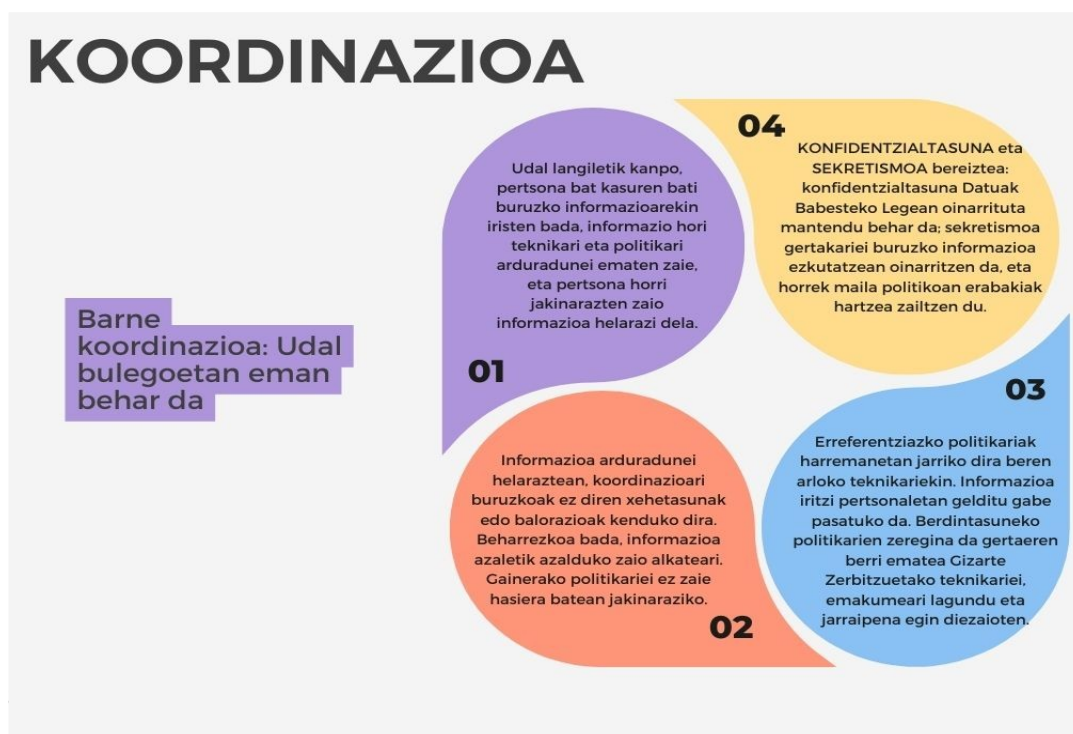 KOORDINAZIOA
Barne
koordinazioa: Udal
bulegoetan eman
behar da
Udal langiletik kanpo,
pertsona bat kasuren bati
buruzko informazioarekin
iristen bada, informazio hori
teknikari eta politikari
arduradunei ematen zaie,
eta pertsona horri
jakinarazten zaio
informazioa helarazi dela.
01
Informazioa arduradunei
helaraztean, koordinazioari
buruzkoak ez diren xehetasunak
edo balorazioak kenduko dira.
Beharrezkoa bada, informazioa
azaletik azalduko zaio alkateari.
Gainerako politikariei ez zaie
hasiera batean jakinaraziko.
02
03
Erreferentziazko politikariak
harremanetan jarriko dira beren
arloko teknikariekin. Informazioa
iritzi pertsonaletan gelditu gabe
pasatuko da. Berdintasuneko
politikarien zeregina da gertaeren
berri ematea Gizarte
Zerbitzuetako teknikariei,
emakumeari lagundu eta
jarraipena egin diezaioten.
04
KONFIDENTZIALTASUNA eta
SEKRETISMOA bereiztea:
konfidentzialtasuna Datuak
Babesteko Legean oinarrituta
mantendu behar da; sekretismoa
gertakariei buruzko informazioa
ezkutatzean oinarritzen da, eta
horrek maila politikoan erabakiak
hartzea zailtzen du.